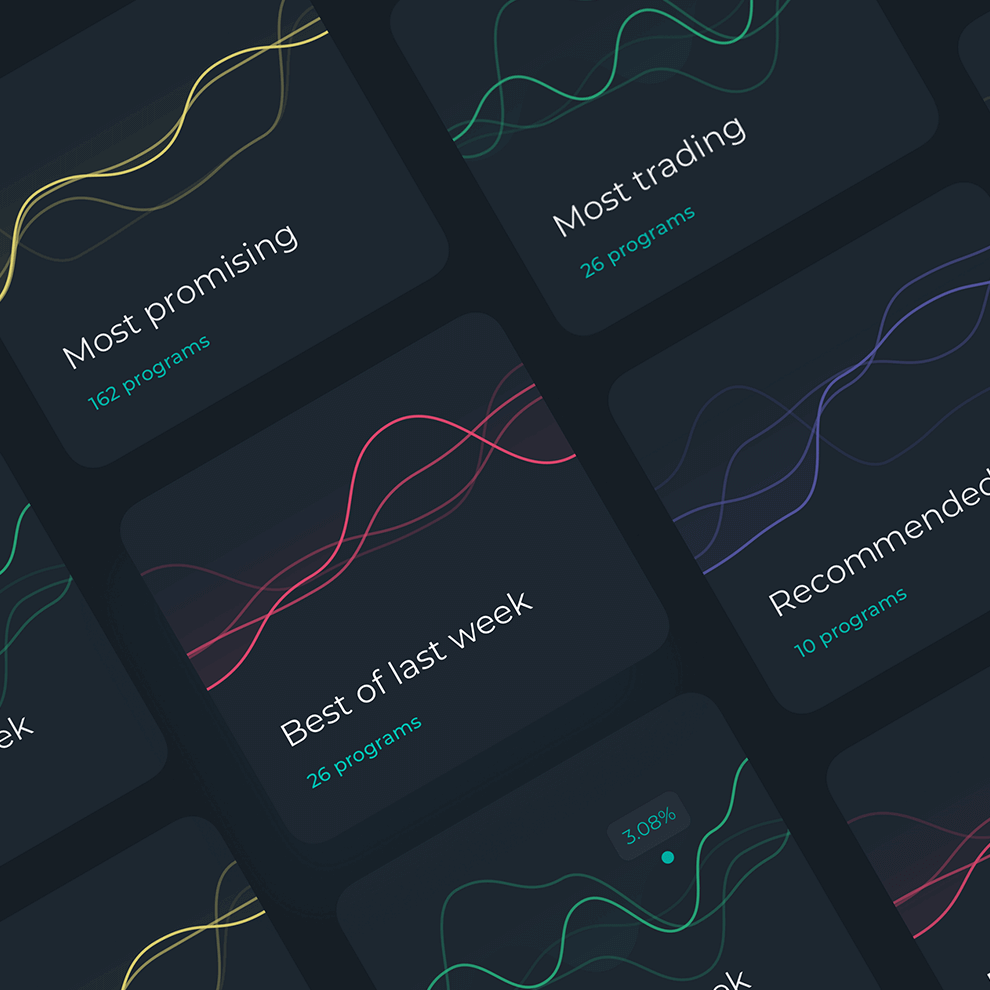 Most promising
162 programs
Most trading
26 programs
Best of last week
26 programs
Recommended
10 programs
3.08%